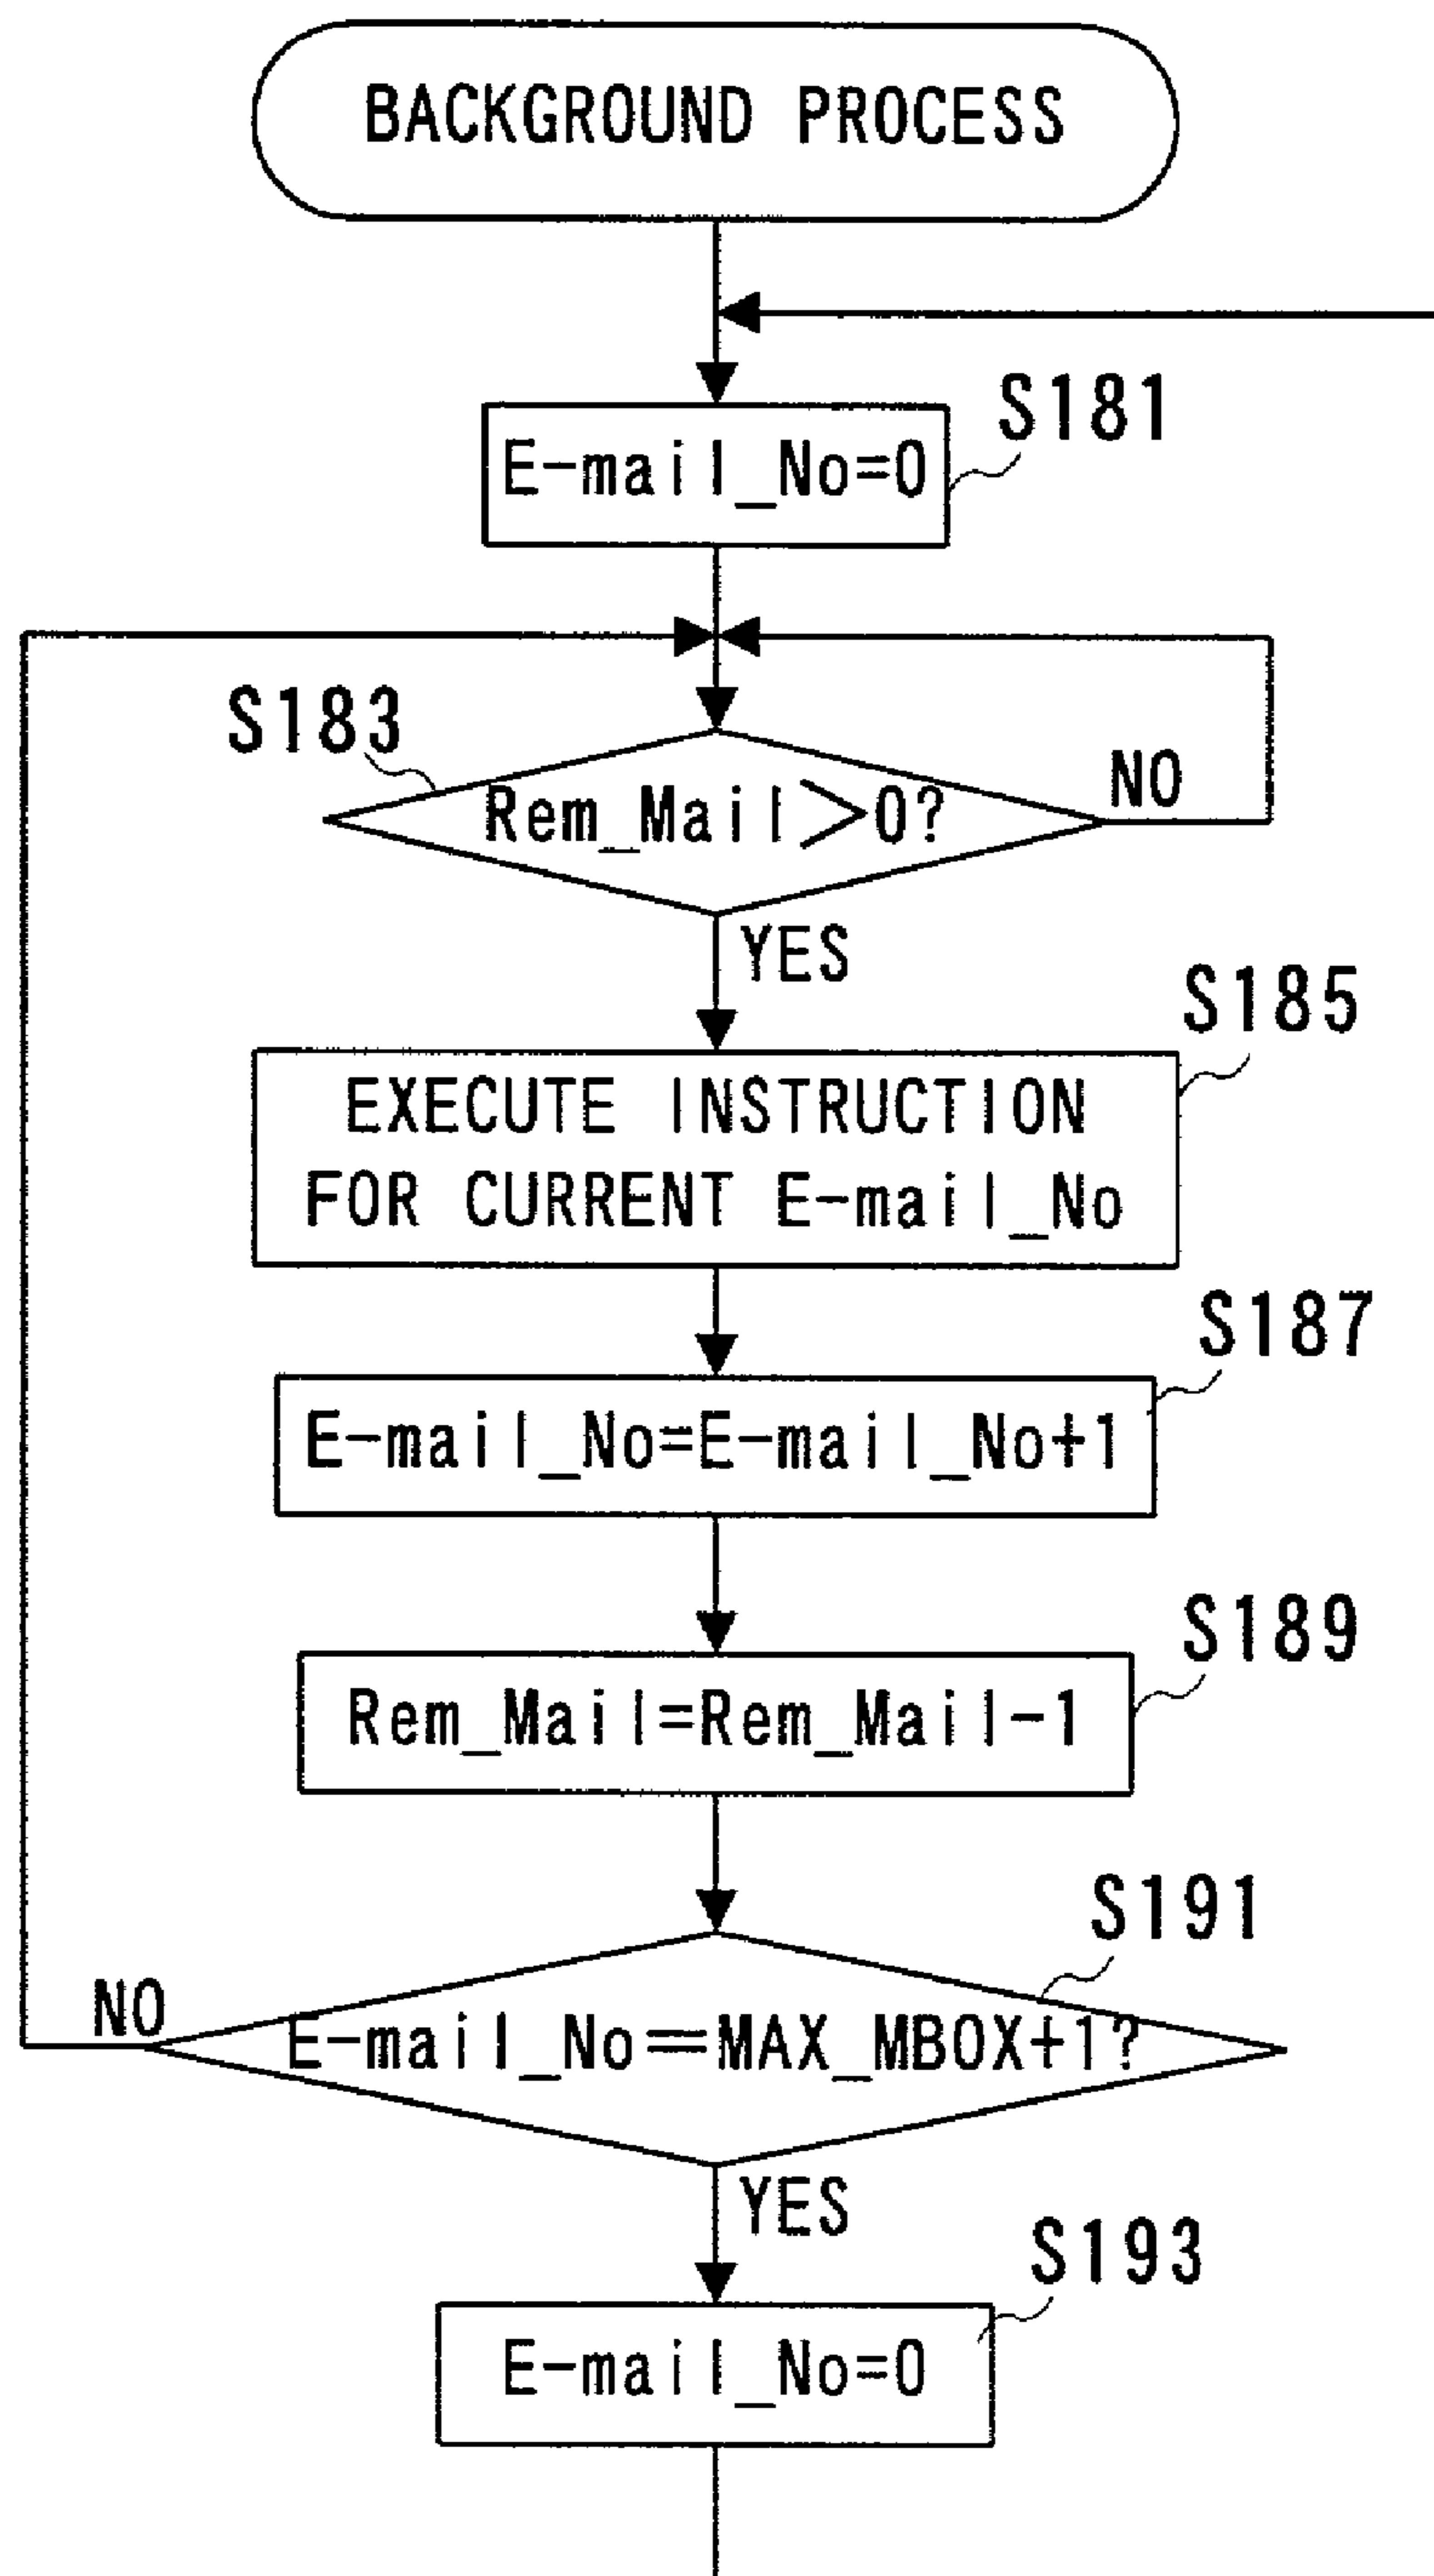 BACKGROUND PROCESS
S181
E-mail_No=0
S183
Rem_Mail>0?
NO
YES
S185
EXECUTE INSTRUCTION
FOR CURRENT E-mail_No
S187
E-mail_No=E-mail_No+1
S189
Rem_Mail=Rem_Mail-1
S191
NO
E-mail_No=MAX_MBOX+1?
YES
S193
E-mail_No=0